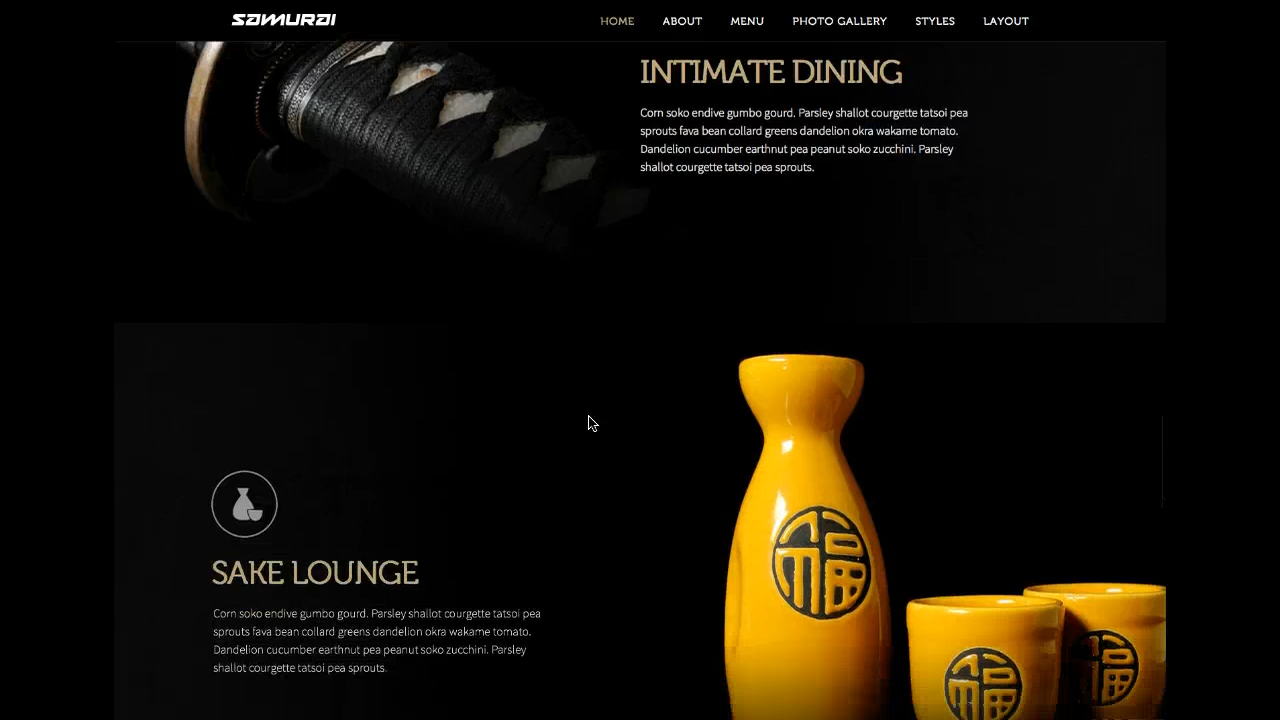 SAMURAI
HOME ABOUT MENU PHOTO GALLERY STYLES LAYOUT
INTIMATE DINING
Corn soko endive gumbo gourd. Parsley shallot courgette tatsoi pea
sprouts fava bean collard greens dandelion okra wakame tomato.
Dandelion cucumber earthnut pea peanut soko zucchini. Parsley
shallot courgette tatsoi pea sprouts.
SAKE LOUNGE
Corn soko endive gumbo gourd. Parsley shallot courgette tatsoi pea
sprouts fava bean collard greens dandelion okra wakame tomato.
Dandelion cucumber earthnut pea peanut soko zucchini. Parsley
shallot courgette tatsoi pea sprouts.
福
福
福